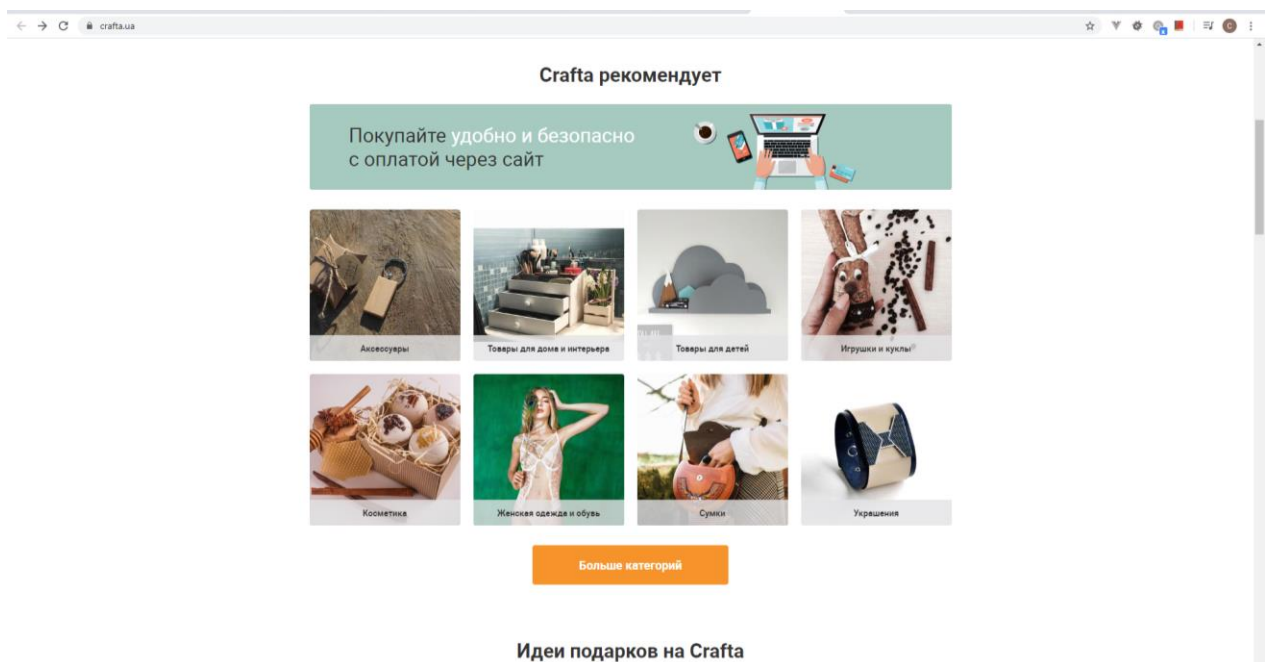 crafta.ua
Crafta рекомендует
Покупайте удобно и безопасно
с оплатой через сайт
Аксессуары
Товары для дома и интерьера
Товары для детей
Игрушки и куклы
Косметика
Женская одежда и обувь
Сумки
Украшения
Больше категорий
Идеи подарков на Crafta